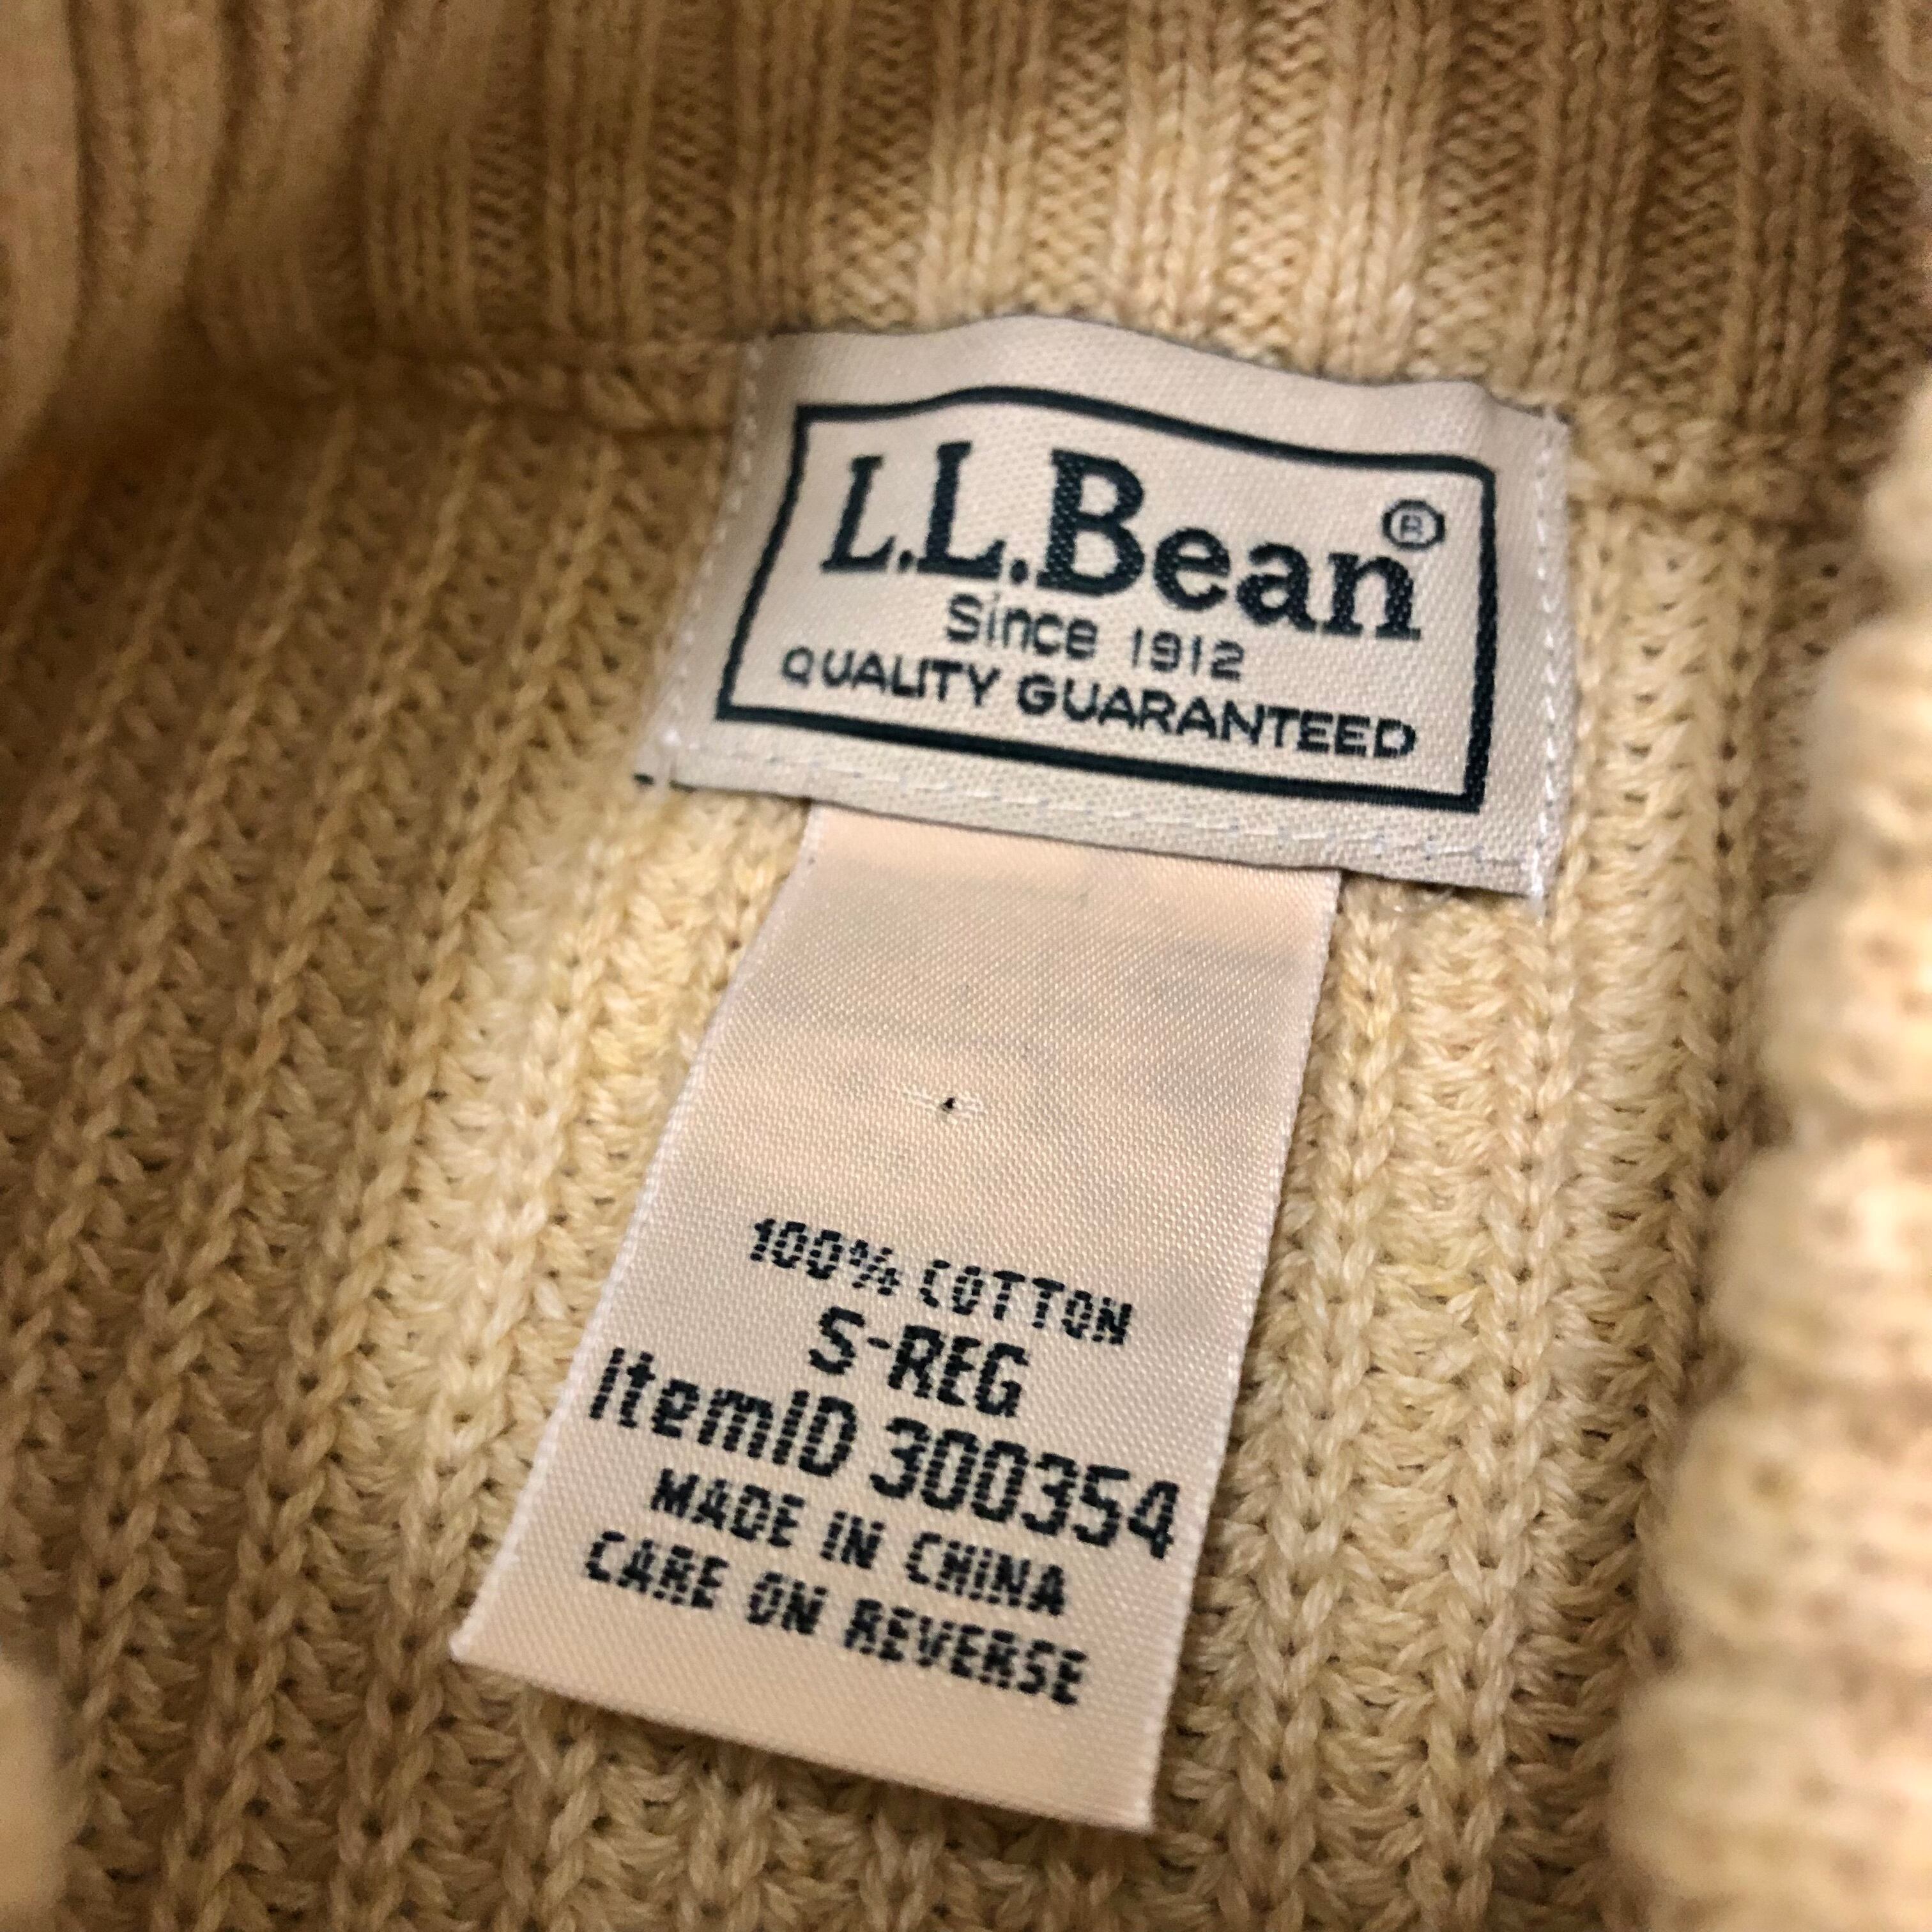 L.L.Bean®
Since 1912
QUALITY GUARANTEED
100% COTTON
S-REG
ItemID 300354
MADE IN CHINA
CARE ON REVERSE